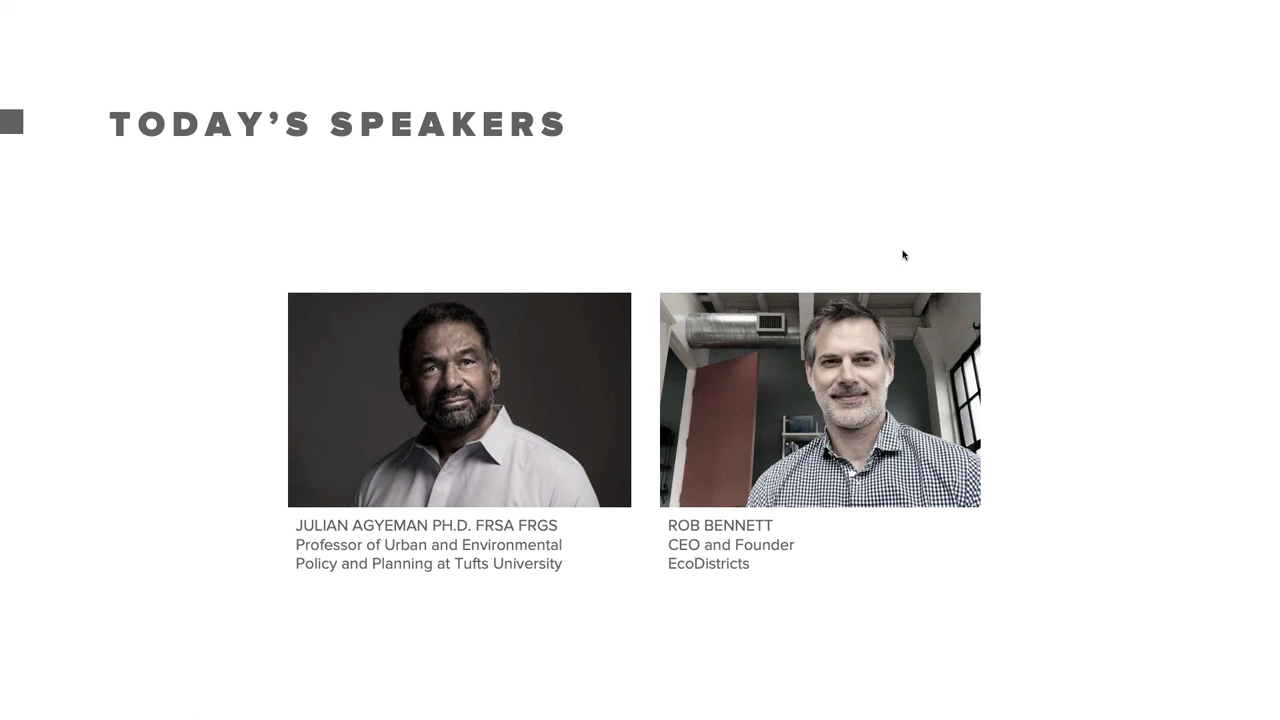 TODAY’S SPEAKERS
JULIAN AGYEMAN PH.D. FRSA FRGS
Professor of Urban and Environmental
Policy and Planning at Tufts University
ROB BENNETT
CEO and Founder
EcoDistricts